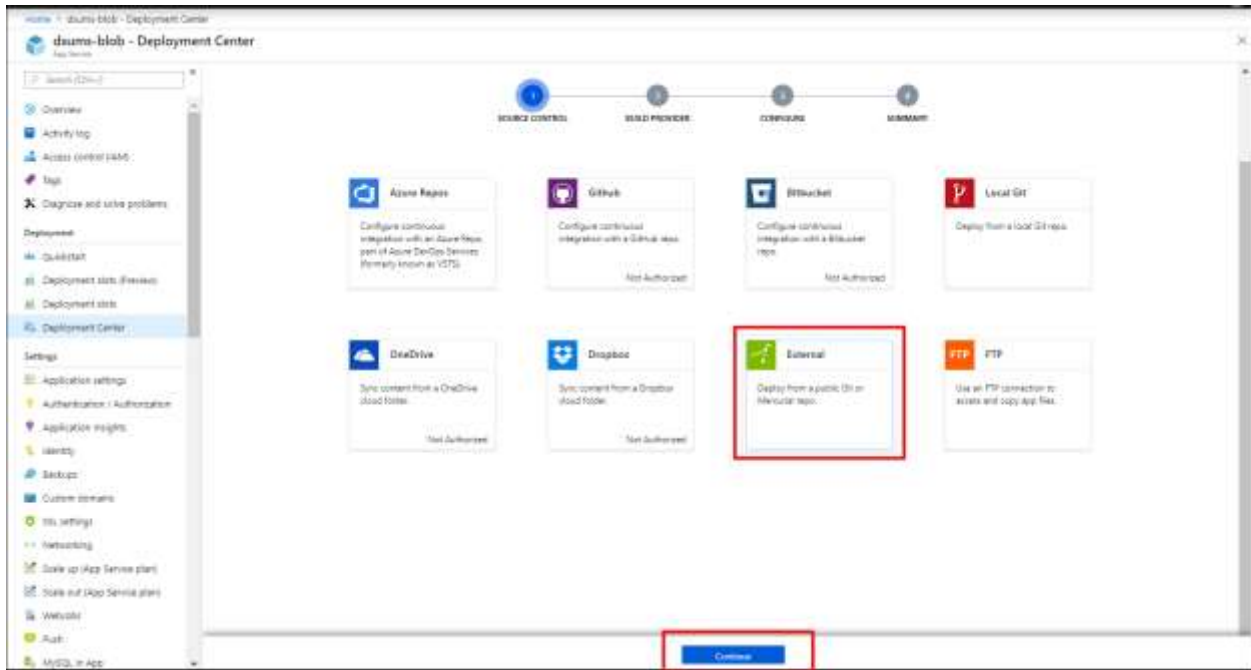 Home > dsums-blob - Deployment Center
dsums-blob - Deployment Center
App Service
Search (Ctrl+/)
Overview
Activity log
Access control (IAM)
Tags
Diagnose and solve problems
Deployment
Quickstart
Deployment slots (Preview)
Deployment slots
Deployment Center
Settings
Application settings
Authentication / Authorization
Application Insights
Identity
Backups
Custom domains
SSL settings
Networking
Scale up (App Service plan)
Scale out (App Service plan)
WebJobs
Push
MySQL In App
1
2
3
4
SOURCE CONTROL
BUILD PROVIDER
CONFIGURE
SUMMARY
Azure Repos
Configure continuous
integration with an Azure Repo,
part of Azure DevOps Services
(formerly known as VSTS).
Github
Configure continuous
integration with a GitHub repo.
Not Authorized
Bitbucket
Configure continuous
integration with a Bitbucket
repo.
Not Authorized
Local Git
Deploy from a local Git repo.
OneDrive
Sync content from a OneDrive
cloud folder.
Not Authorized
Dropbox
Sync content from a Dropbox
cloud folder.
Not Authorized
External
Deploy from a public Git or
Mercurial repo.
FTP
FTP
Use an FTP connection to
access and copy app files.
Continue